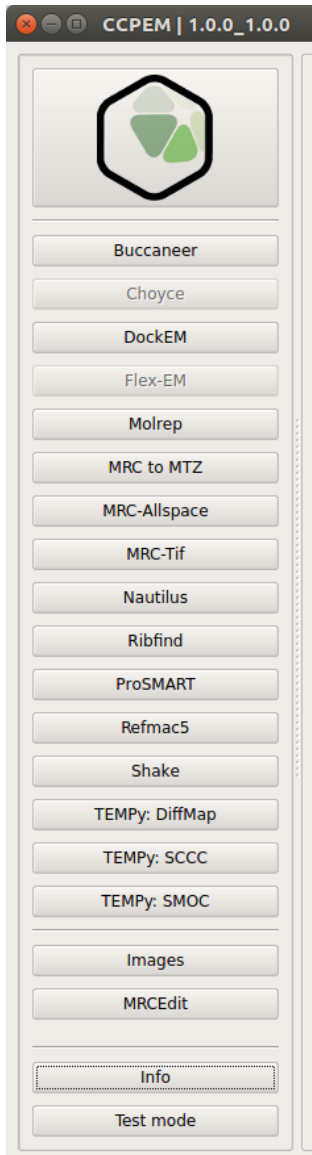 CCPEM | 1.0.0_1.0.0
Buccaneer
Choyce
DockEM
Flex-EM
Molrep
MRC to MTZ
MRC-Allspace
MRC-Tif
Nautilus
Ribfind
ProSMART
Refmac5
Shake
TEMPy: DiffMap
TEMPy: SCCC
TEMPy: SMOC
Images
MRCEdit
Info
Test mode